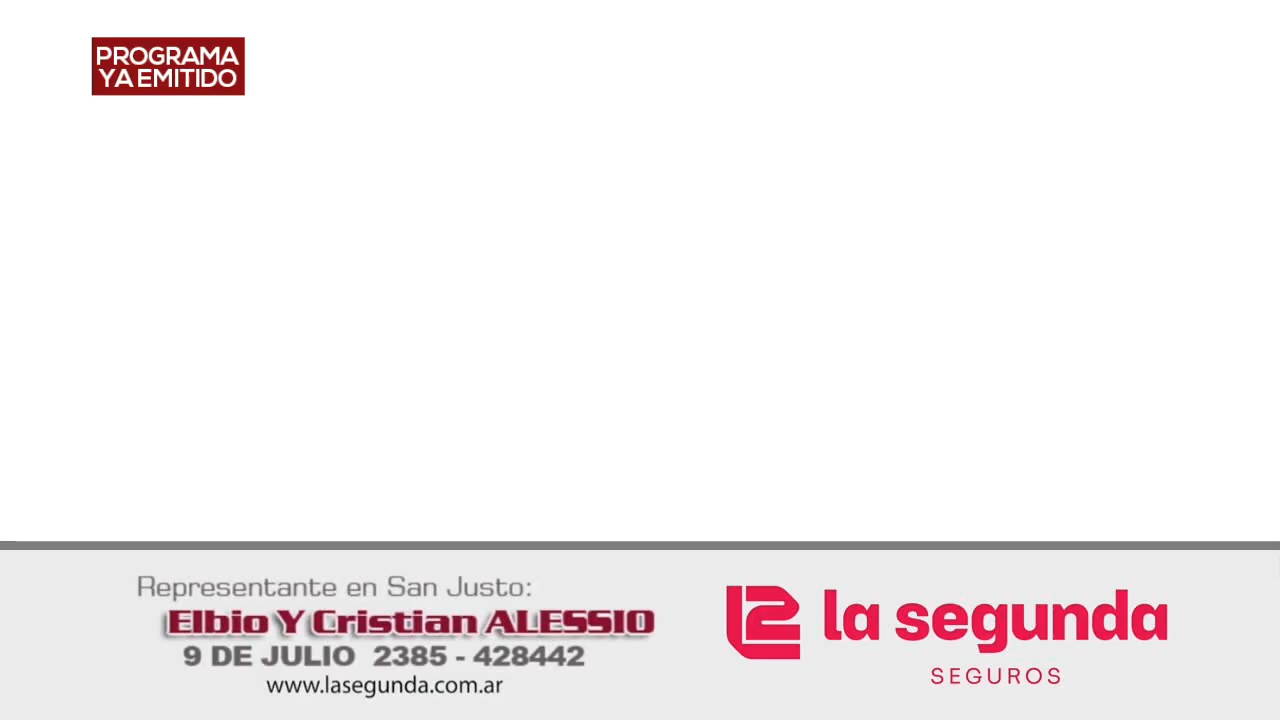 PROGRAMA
YA EMITIDO
Representante en San Justo:
Elbio Y Cristian ALESSIO
9 DE JULIO 2385 - 428442
www.lasegunda.com.ar
la segunda
SEGUROS